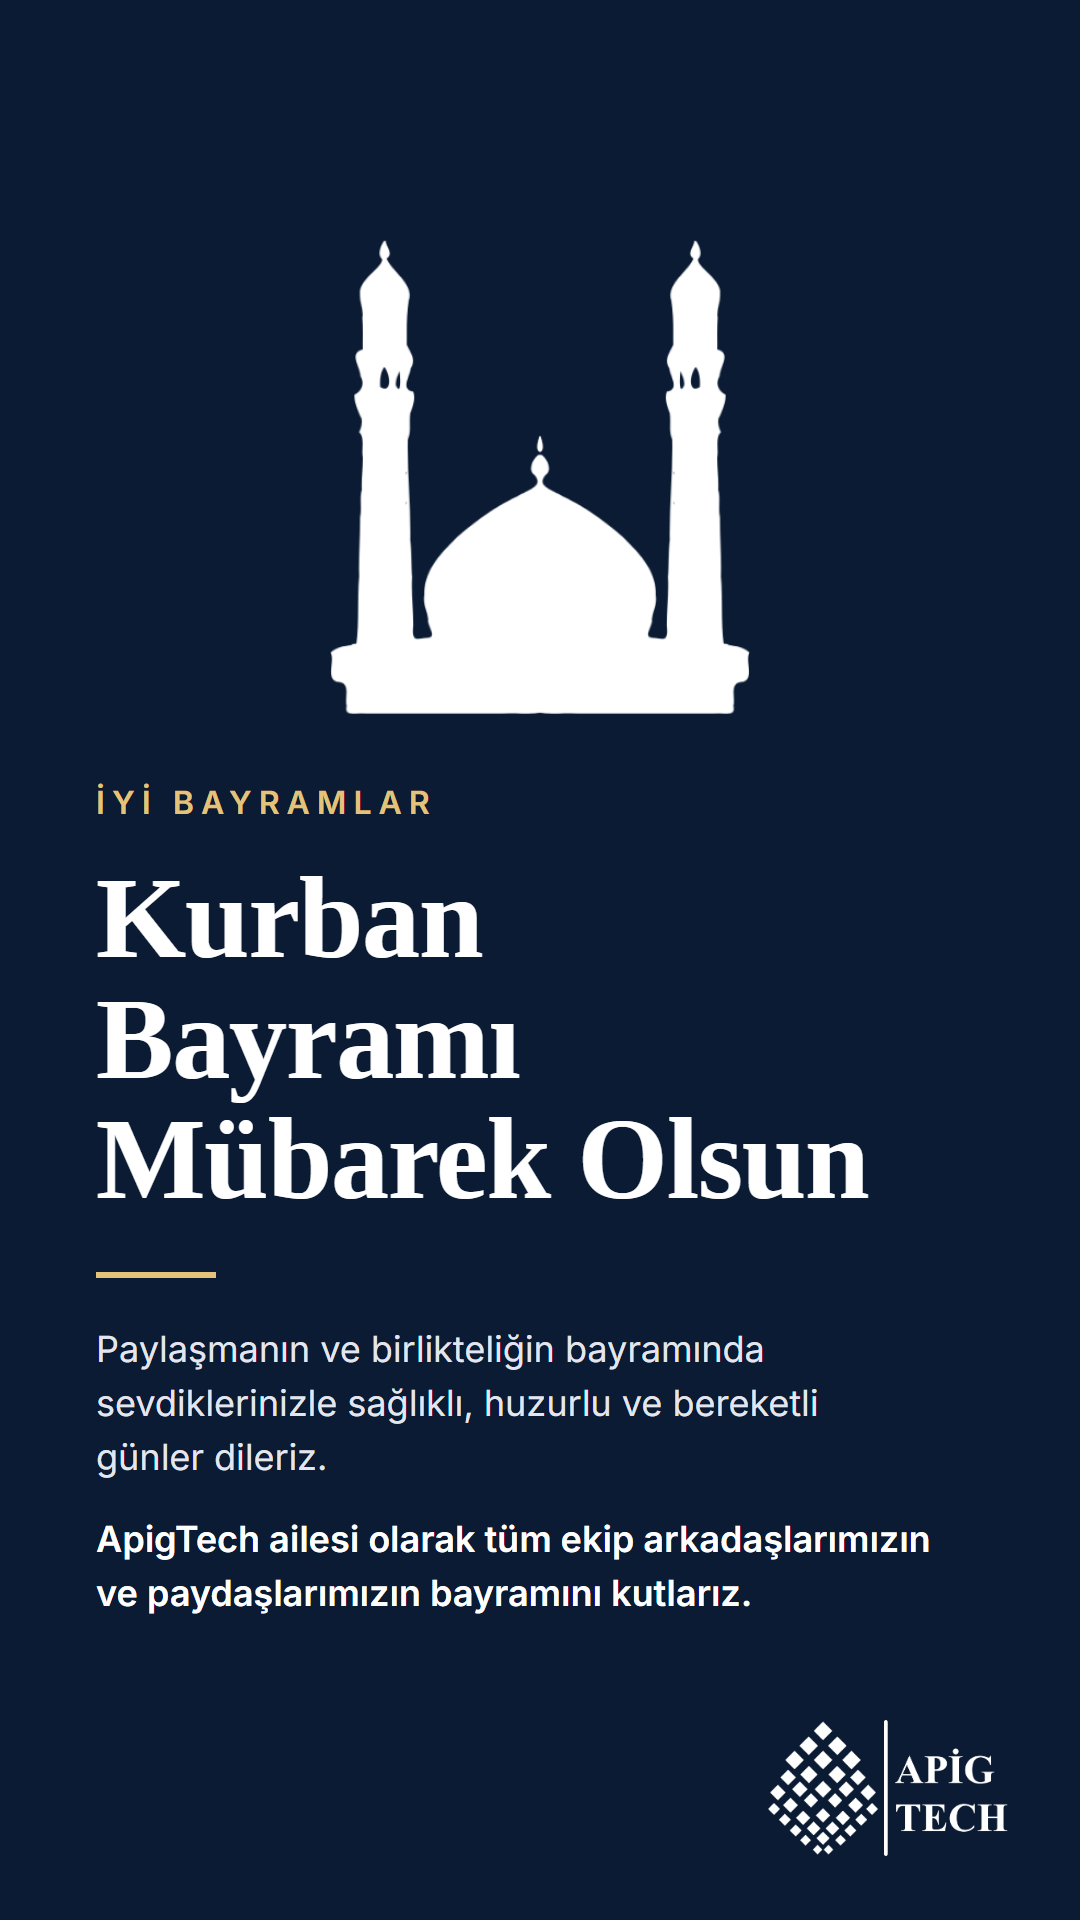 İYİ BAYRAMLAR
Kurban
Bayramı
Mübarek Olsun
Paylaşmanın ve birlikteliğin bayramında
sevdiklerinizle sağlıklı, huzurlu ve bereketli
günler dileriz.
ApigTech ailesi olarak tüm ekip arkadaşlarımızın
ve paydaşlarımızın bayramını kutlarız.
APİG
TECH